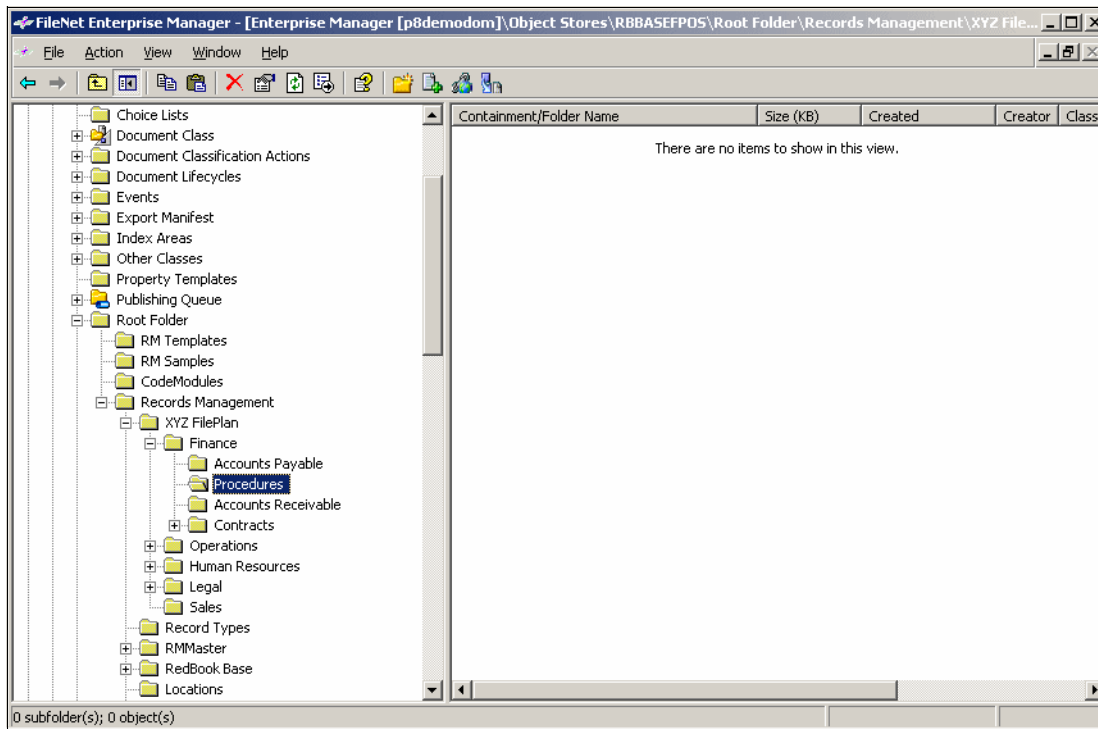 FileNet Enterprise Manager - [Enterprise Manager [p8demodom]\Object Stores\RBBASEFPOS\Root Folder\Records Management\XYZ File...
File Action View Window Help
Containment/Folder Name Size (KB) Created Creator Class
There are no items to show in this view.
Choice Lists
Document Class
Document Classification Actions
Document Lifecycles
Events
Export Manifest
Index Areas
Other Classes
Property Templates
Publishing Queue
Root Folder
RM Templates
RM Samples
CodeModules
Records Management
XYZ FilePlan
Finance
Accounts Payable
Procedures
Accounts Receivable
Contracts
Operations
Human Resources
Legal
Sales
Record Types
RMMaster
RedBook Base
Locations
0 subfolder(s); 0 object(s)